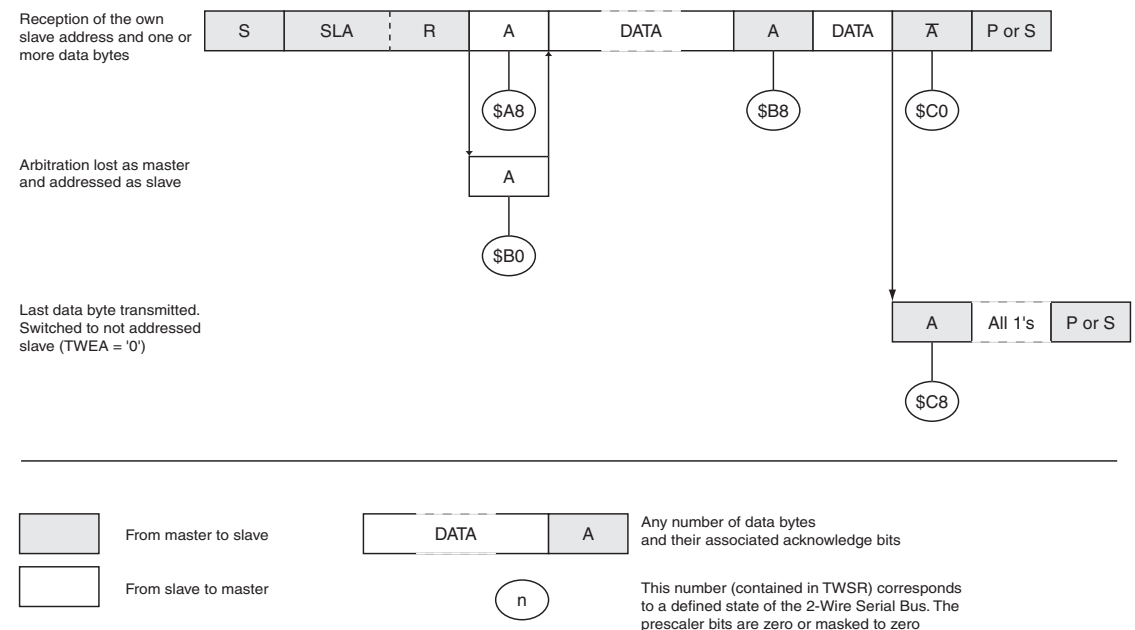 Reception of the own
slave address and one or
more data bytes
S SLA R A DATA A DATA A̅ P or S
$A8 $B8 $C0
Arbitration lost as master
and addressed as slave
A
$B0
Last data byte transmitted.
Switched to not addressed
slave (TWEA = '0')
A All 1's P or S
$C8
From master to slave
DATA A
Any number of data bytes
and their associated acknowledge bits
From slave to master
n
This number (contained in TWSR) corresponds
to a defined state of the 2-Wire Serial Bus. The
prescaler bits are zero or masked to zero